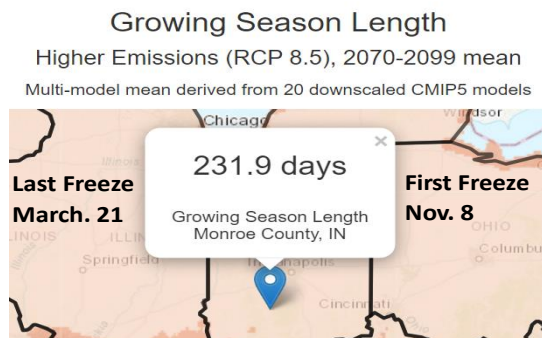 Growing Season Length
Higher Emissions (RCP 8.5), 2070-2099 mean
Multi-model mean derived from 20 downscaled CMIP5 models
Chicago
×
231.9 days
Last Freeze
March. 21
First Freeze
Nov. 8
Growing Season Length
Monroe County, IN
Illinois
OHIO
Springfield
Columbu
Cincinnati
Ohio